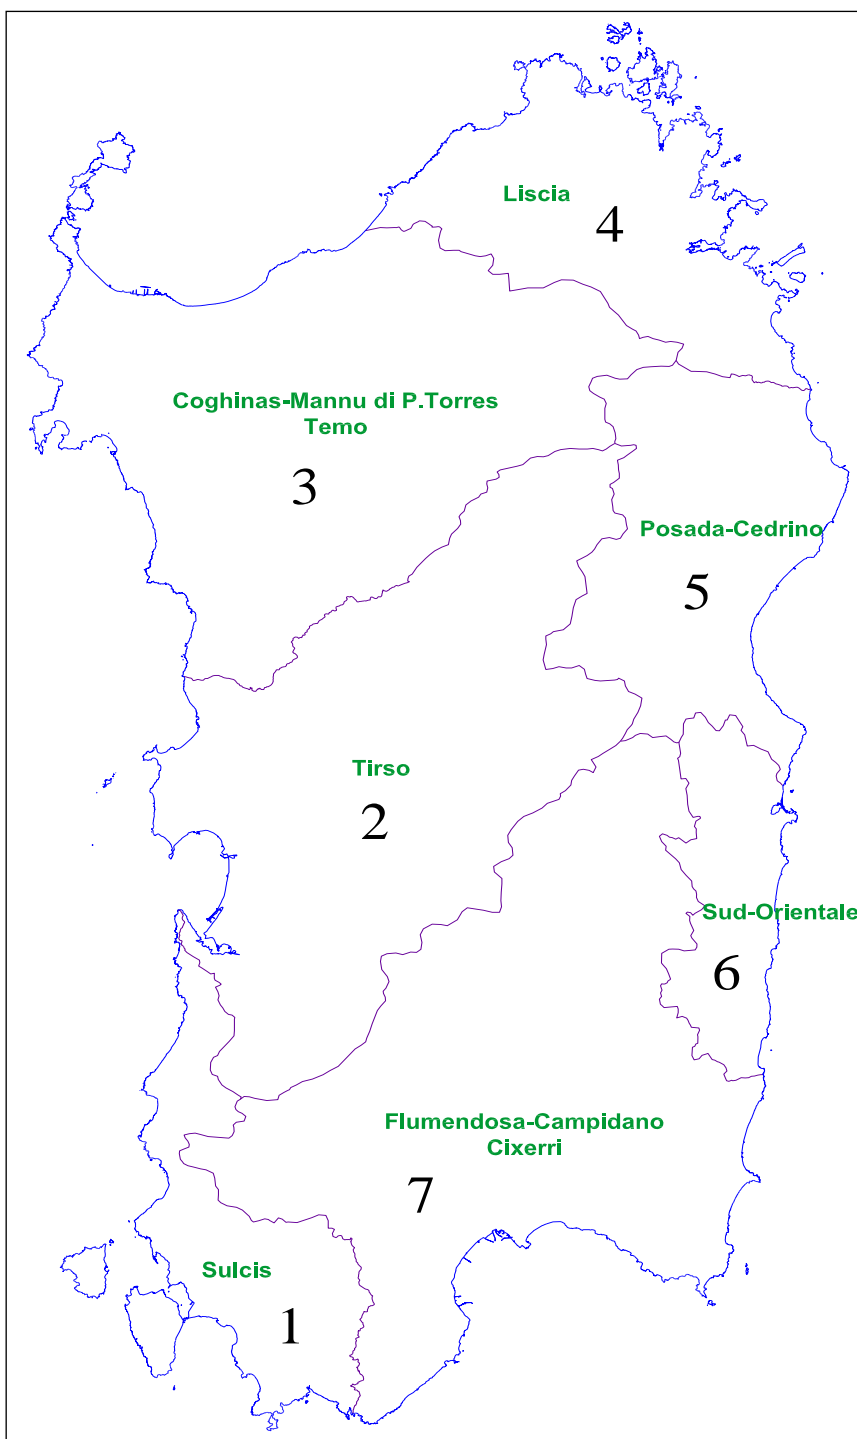 Liscia
4
Coghinas-Mannu di P.Torres
Temo
3
Posada-Cedrino
5
Tirso
2
Sud-Orientale
6
Flumendosa-Campidano
Cixerri
7
Sulcis
1